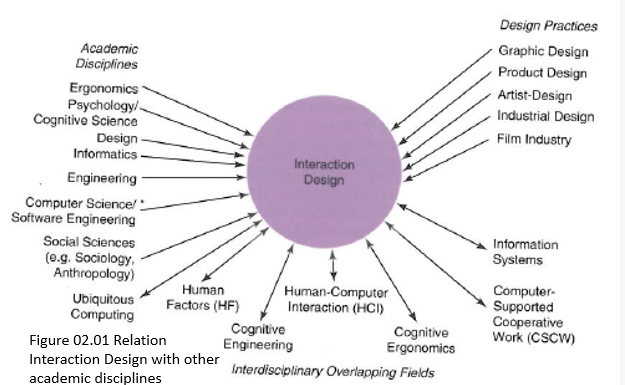 Academic
Disciplines
Ergonomics
Psychology/
Cognitive Science
Design
Informatics
Engineering
Computer Science/ *
Software Engineering
Social Sciences
(e.g. Sociology,
Anthropology)
Ubiquitous
Computing
Design Practices
Graphic Design
Product Design
Artist-Design
Industrial Design
Film Industry
Interaction
Design
Information
Systems
Computer-
Supported
Cooperative
Work (CSCW)
Human
Factors (HF)
Human-Computer
Interaction (HCI)
Cognitive
Engineering
Cognitive
Ergonomics
Interdisciplinary Overlapping Fields
Figure 02.01 Relation
Interaction Design with other
academic disciplines